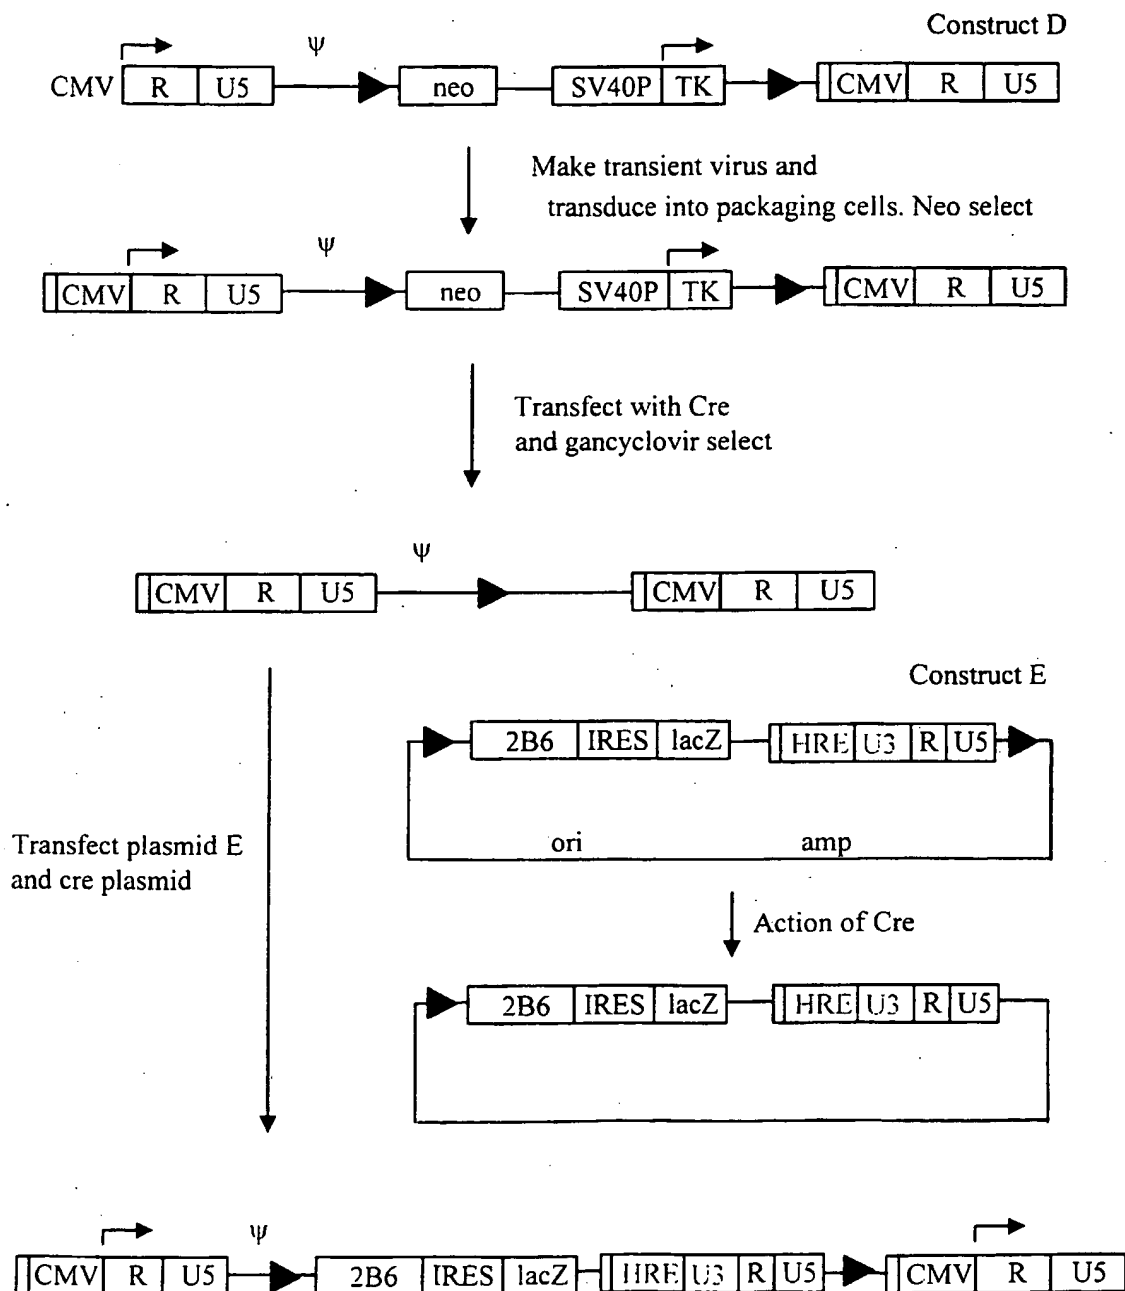 Construct D
ψ
CMV R U5 neo SV40P TK CMV R U5
Make transient virus and
transduce into packaging cells. Neo select
ψ
CMV R U5 neo SV40P TK CMV R U5
Transfect with Cre
and gancyclovir select
ψ
CMV R U5 CMV R U5
Construct E
2B6 IRES lacZ HRE U3 R U5
ori amp
Transfect plasmid E
and cre plasmid
Action of Cre
2B6 IRES lacZ HRE U3 R U5
ψ
CMV R U5 2B6 IRES lacZ HRE U3 R U5 CMV R U5